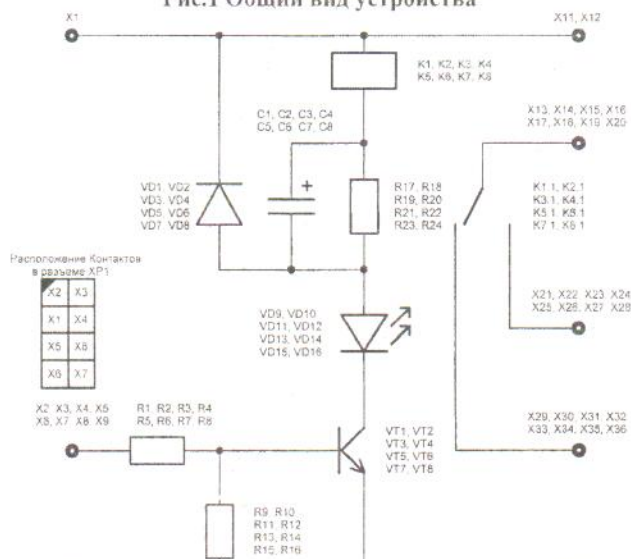 Рис.1 Общий вид устройства
X1
X11, X12
K1, K2, K3, K4
K5, K6, K7, K8
C1, C2, C3, C4
C5, C6, C7, C8
X13, X14, X15, X16
X17, X18, X19, X20
+
VD1, VD2
VD3, VD4
VD5, VD6
VD7, VD8
R17, R18
R19, R20
R21, R22
R23, R24
K1.1, K2.1
K3.1, K4.1
K5.1, K6.1
K7.1, K8.1
Расположение Контактов
в разъеме XP1
X2 X3
X1 X4
X5 X8
X6 X7
X21, X22, X23, X24
X25, X26, X27, X28
VD9, VD10
VD11, VD12
VD13, VD14
VD15, VD16
X2, X3, X4, X5
X6, X7, X8, X9
R1, R2, R3, R4
R5, R6, R7, R8
VT1, VT2
VT3, VT4
VT5, VT6
VT7, VT8
X29, X30, X31, X32
X33, X34, X35, X36
R9, R10
R11, R12
R13, R14
R15, R16